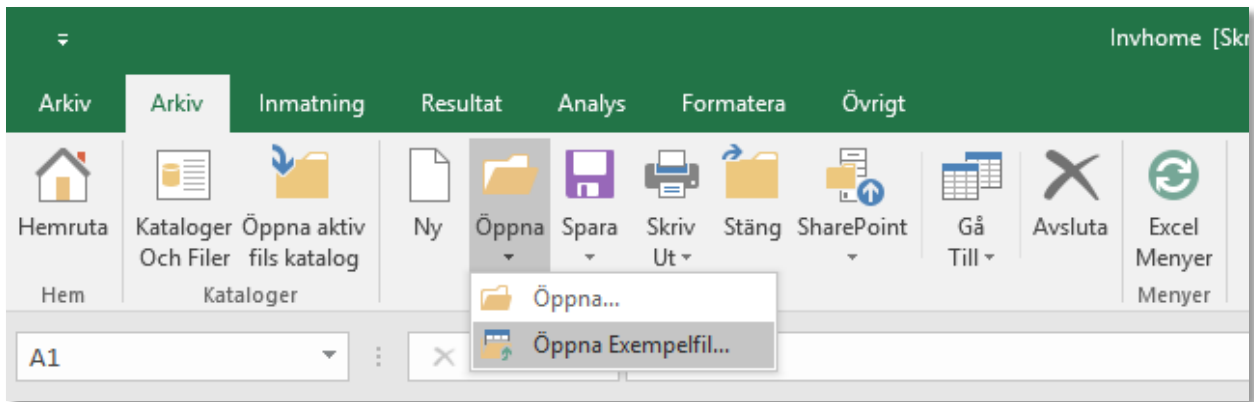 Invhome [Skr
Arkiv Arkiv Inmatning Resultat Analys Formatera Övrigt
Hemruta Kataloger Öppna aktiv Ny Öppna Spara Skriv Stäng SharePoint Gå Avsluta Excel
Och Filer fils katalog Ut Till Menyer
Hem Kataloger Menyer
Öppna...
Öppna Exempelfil...
A1